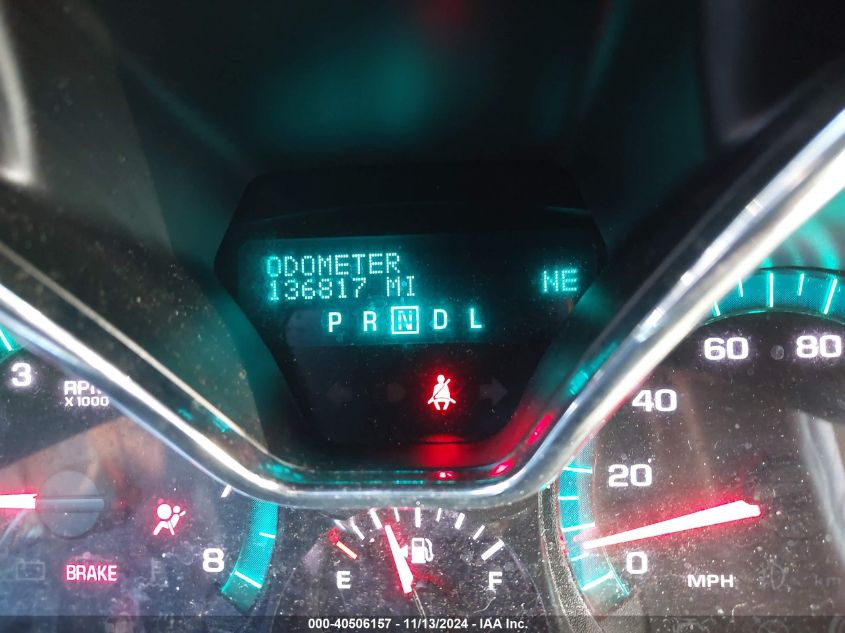 ODOMETER
136817 MI NE
P R N D L
3 RPM
X 1000
60 80
40
20
0
8
BRAKE
E F
MPH
km
000-40506157 - 11/13/2024 - IAA Inc.